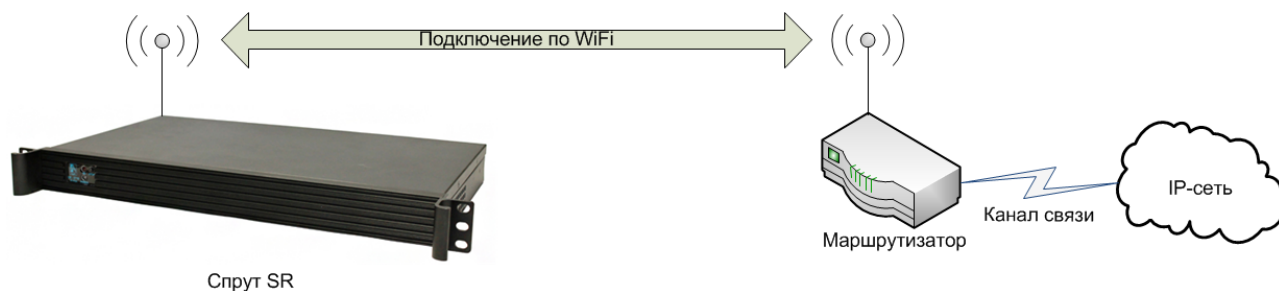 Подключение по WiFi
IP-сеть
Канал связи
Маршрутизатор
Спрут SR